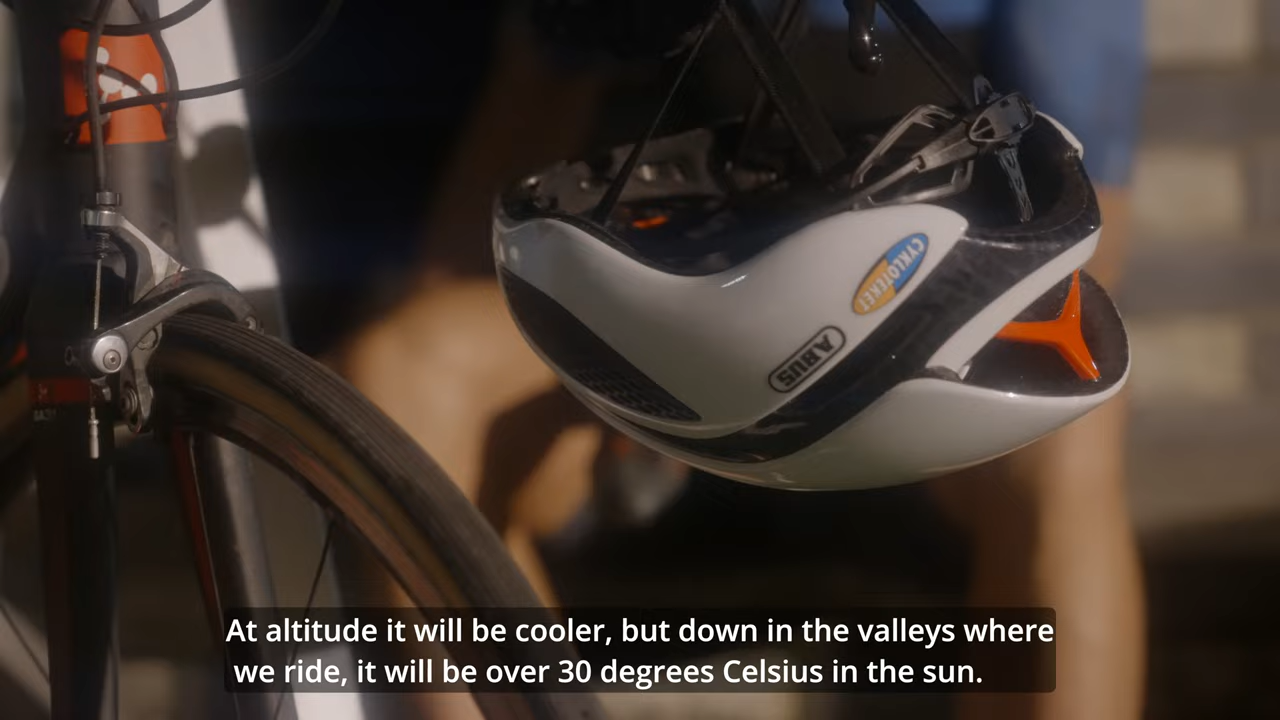 CYKLOTEKET
ABUS
At altitude it will be cooler, but down in the valleys where
we ride, it will be over 30 degrees Celsius in the sun.